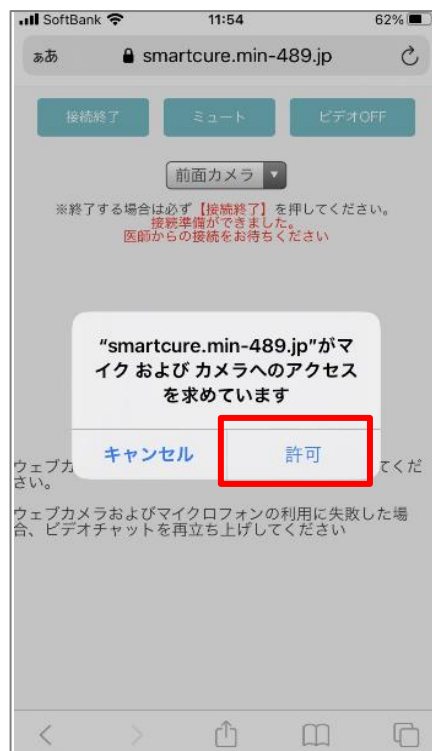 SoftBank 11:54 62%
ぁあ smartcure.min-489.jp
接続終了 ミュート ビデオOFF
前面カメラ
※終了する場合は必ず【接続終了】を押してください。
接続準備ができました。
医師からの接続をお待ちください
“smartcure.min-489.jp”がマ
イク および カメラへのアクセス
を求めています
キャンセル 許可
ウェブカ てくだ
さい。
ウェブカメラおよびマイクロフォンの利用に失敗した場
合、ビデオチャットを再立ち上げしてください